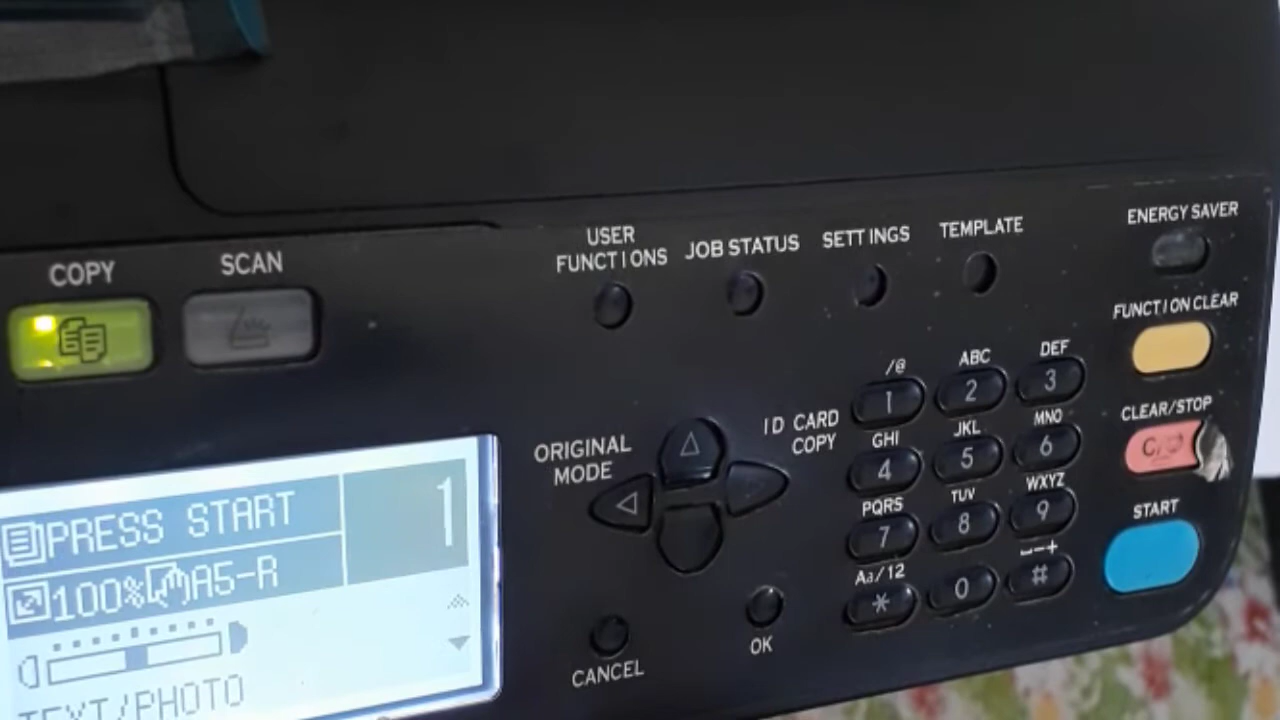 COPY
SCAN
USER
FUNCTIONS
JOB STATUS
SETTINGS
TEMPLATE
ENERGY SAVER
FUNCTION CLEAR
CLEAR/STOP
START
ORIGINAL
MODE
ID CARD
COPY
/@
ABC
DEF
1
2
3
GHI
JKL
MNO
4
5
6
PQRS
TUV
WXYZ
7
8
9
Aa/12
*
0
#
CANCEL
OK
PRESS START
1
100% A5-R
TEXT/PHOTO